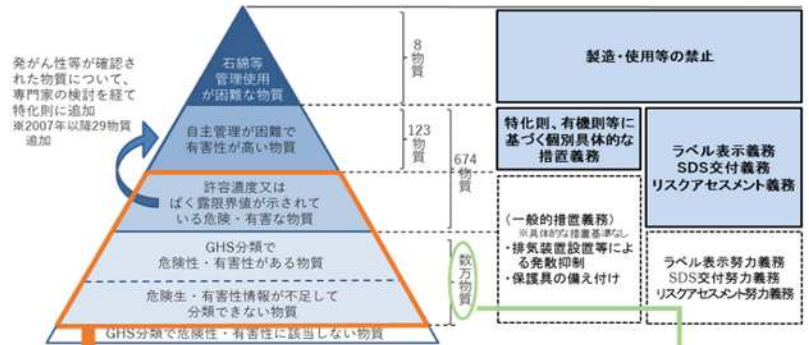 発がん性等が確認さ
れた物質について、
専門家の検討を経て
特化則に追加
※2007年以降29物質
追加
石綿等
管理使用
が困難な物質
自主管理が困難で
有害性が高い物質
許容濃度又は
ばく露限界値が示されて
いる危険・有害な物質
GHS分類で
危険性・有害性がある物質
危険生・有害性情報が不足して
分類できない物質
GHS分類で危険性・有害性に該当しない物質
8物質
123物質
674物質
数万物質
製造・使用等の禁止
特化則、有機則等に
基づく個別具体的な
措置義務
ラベル表示義務
SDS交付義務
リスクアセスメント義務
(一般的措置義務)
※具体的な措置基準なし
・排気装置設置等によ
る発散抑制
・保護具の備え付け
ラベル表示努力義務
SDS交付努力義務
リスクアセスメント努力義務